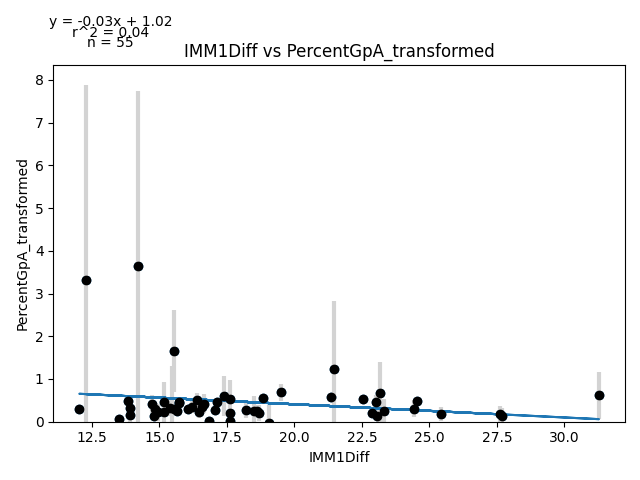 y = -0.03x + 1.02
r^2 = 0.04
n = 55
IMM1Diff vs PercentGpA_transformed
PercentGpA_transformed
8
7
6
5
4
3
2
1
0
12.5 15.0 17.5 20.0 22.5 25.0 27.5 30.0
IMM1Diff